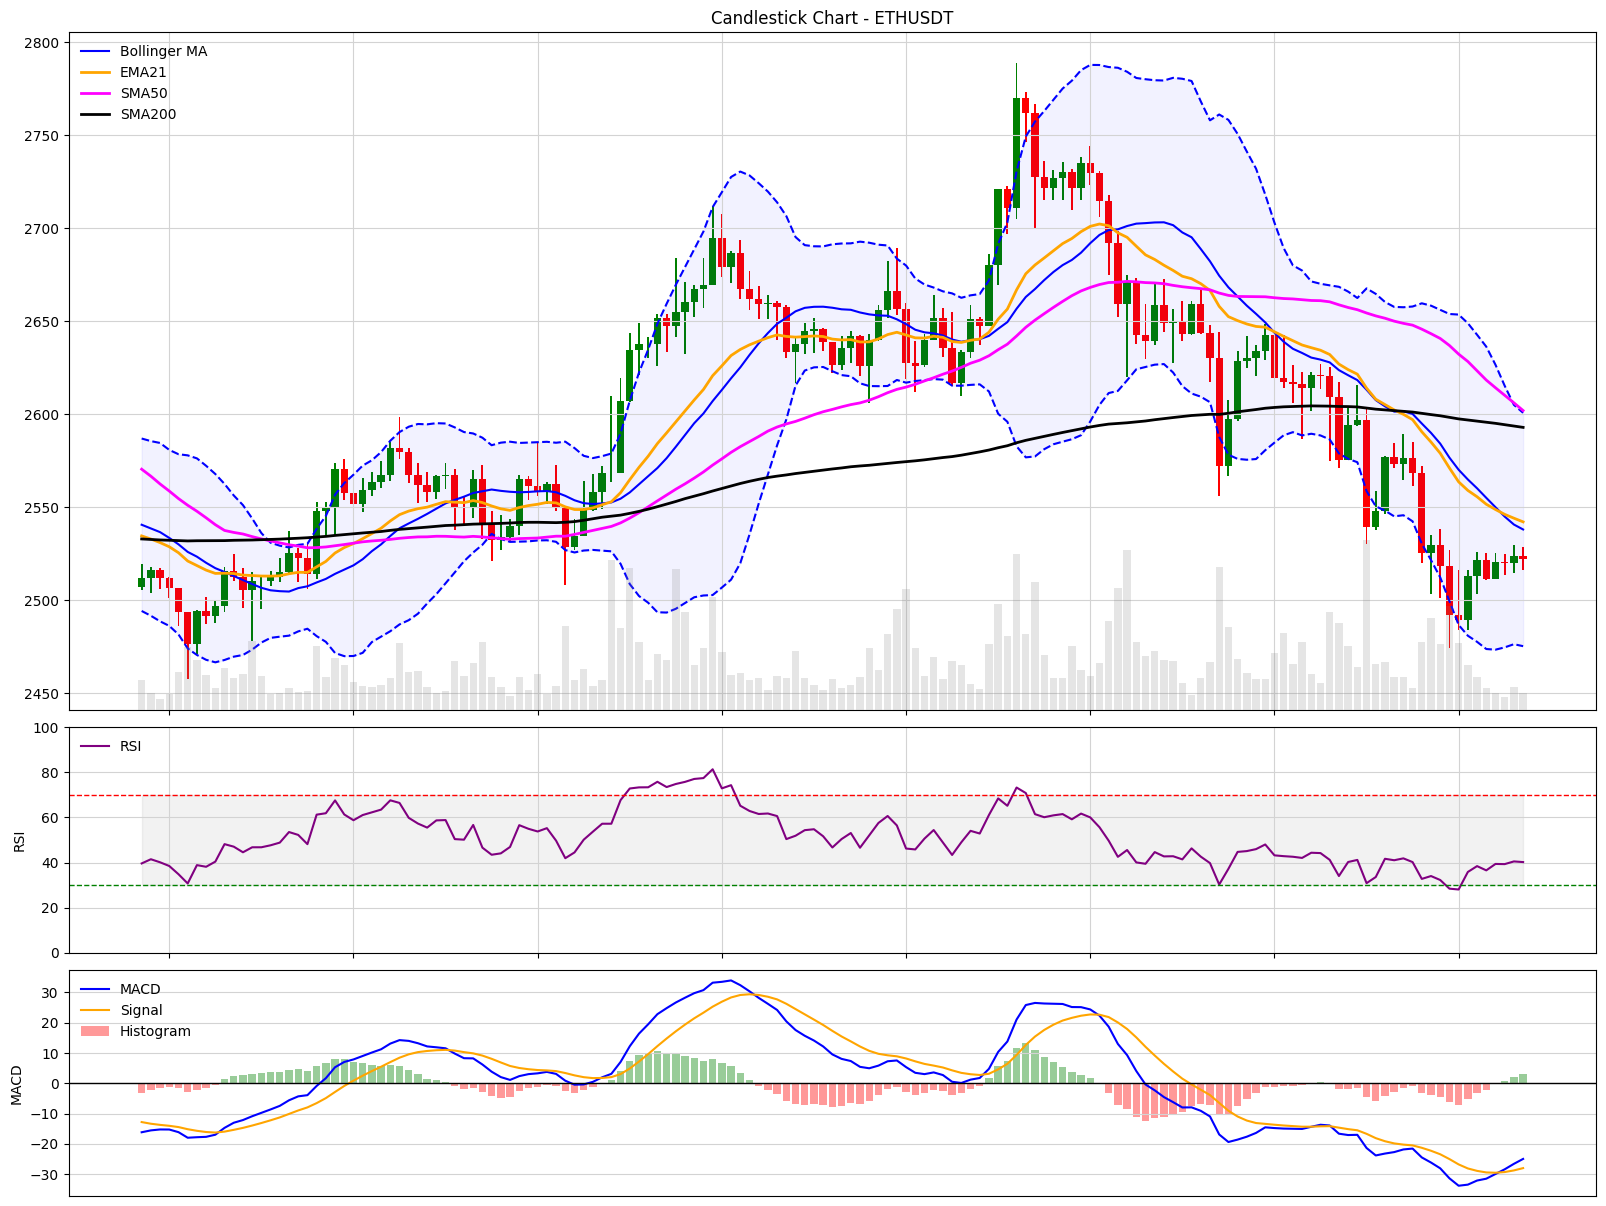 Candlestick Chart - ETHUSDT
Bollinger MA
EMA21
SMA50
SMA200
2800
2750
2700
2650
2600
2550
2500
2450
RSI
100
80
60
40
20
0
RSI
MACD
Signal
Histogram
30
20
10
0
−10
−20
−30
MACD